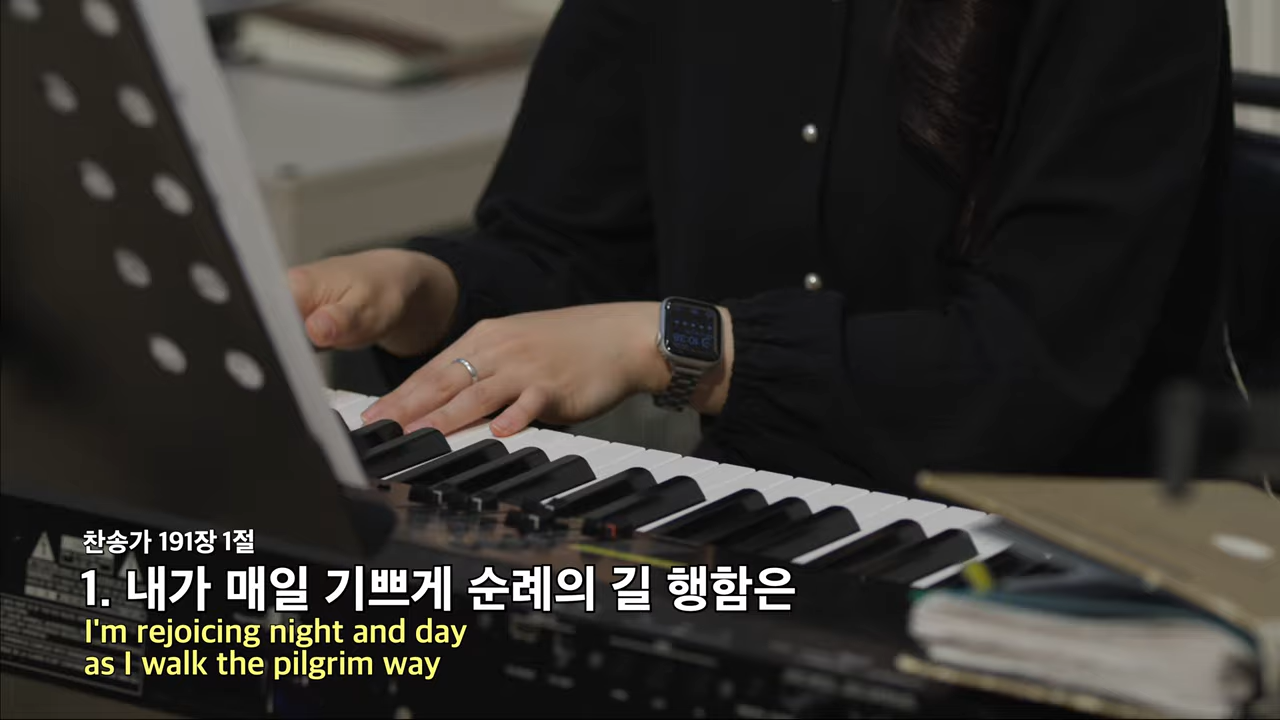 찬송가 191장 1절
1. 내가 매일 기쁘게 순례의 길 행함은
I'm rejoicing night and day
as I walk the pilgrim way